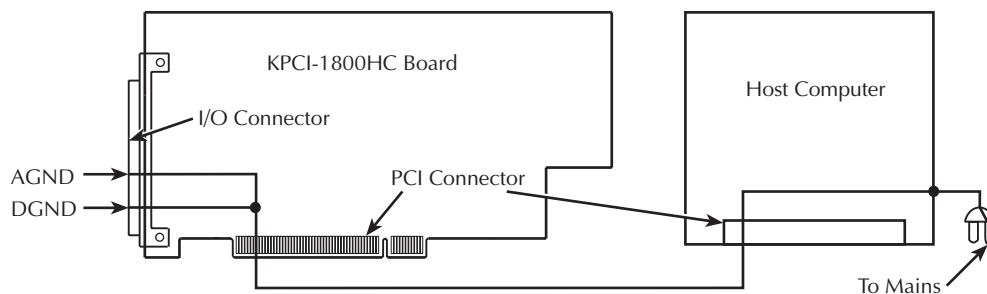 KPCI-1800HC Board
Host Computer
I/O Connector
AGND
PCI Connector
DGND
To Mains